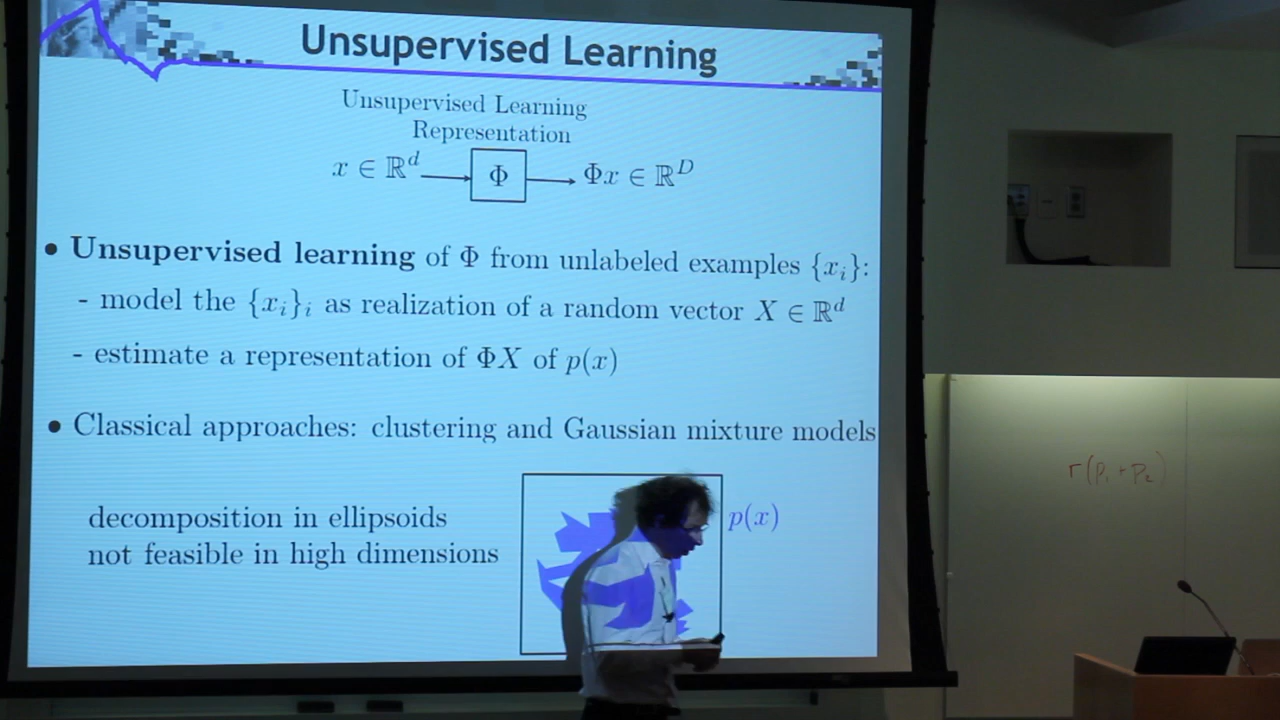 Unsupervised Learning
Unsupervised Learning
Representation
x ∈ ℝ^d → Φ → Φx ∈ ℝ^D
• Unsupervised learning of Φ from unlabeled examples {x_i}:
- model the {x_i}_i as realization of a random vector X ∈ ℝ^d
- estimate a representation of ΦX of p(x)
• Classical approaches: clustering and Gaussian mixture models
decomposition in ellipsoids
not feasible in high dimensions
p(x)
r(p₁ + p₂)